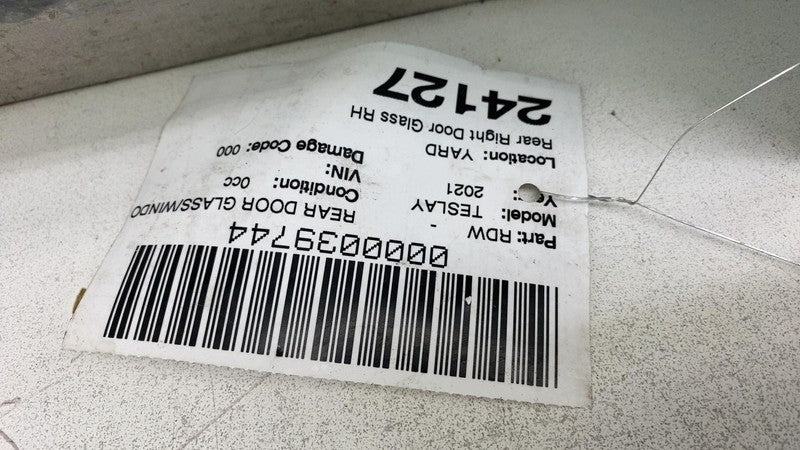 0000039744
Part: RDW - REAR DOOR GLASS/WINDO
Model: TESLAY Condition: 0cc
Ye : 2021 VIN:
Location: YARD Damage Code: 000
Rear Right Door Glass RH
24127